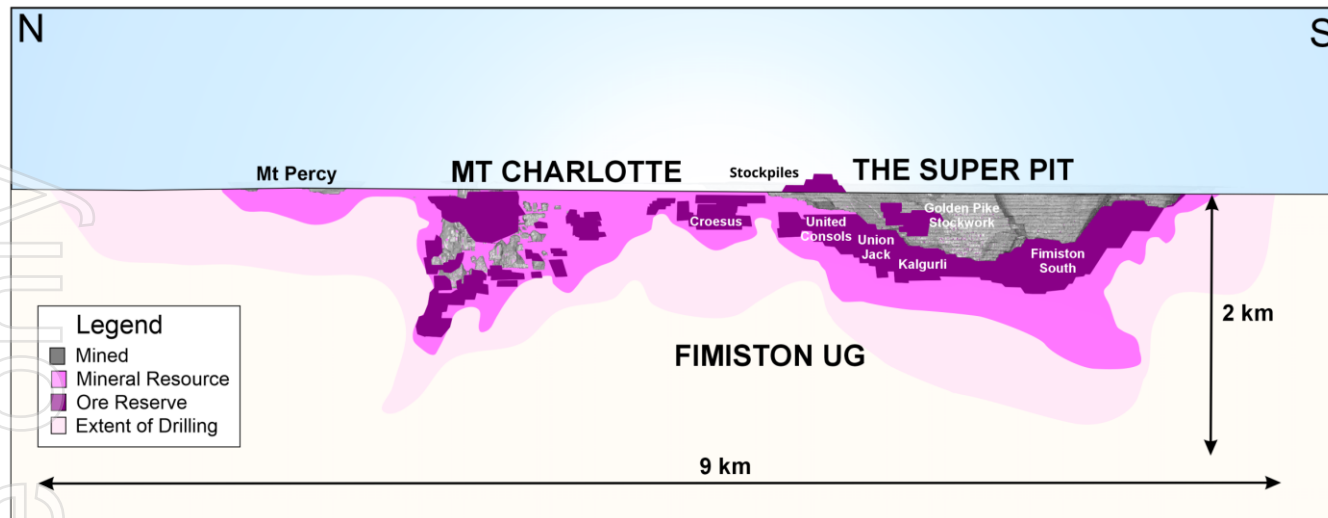 N
S
Mt Percy
MT CHARLOTTE
Stockpiles
THE SUPER PIT
Croesus
United
Consols
Union
Jack
Kalgurli
Golden Pike
Stockwork
Fimiston
South
FIMISTON UG
2 km
9 km
Legend
Mined
Mineral Resource
Ore Reserve
Extent of Drilling